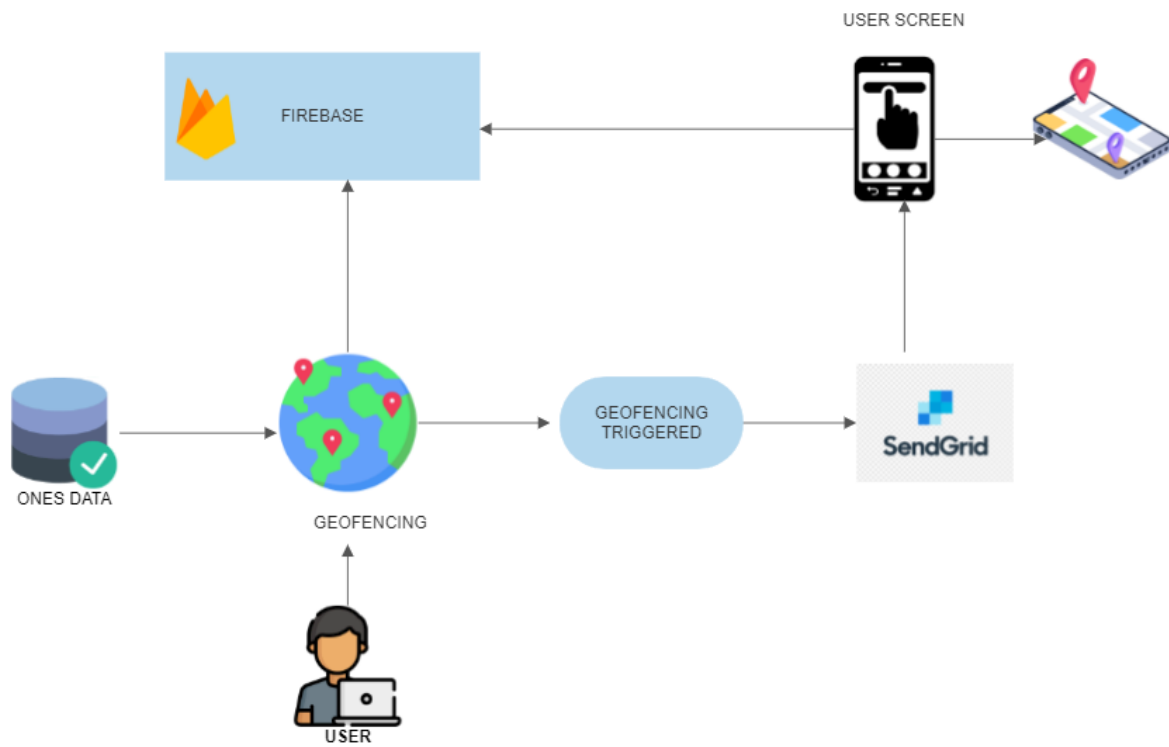 USER SCREEN
FIREBASE
GEOFENCING
TRIGGERED
SendGrid
ONES DATA
GEOFENCING
USER